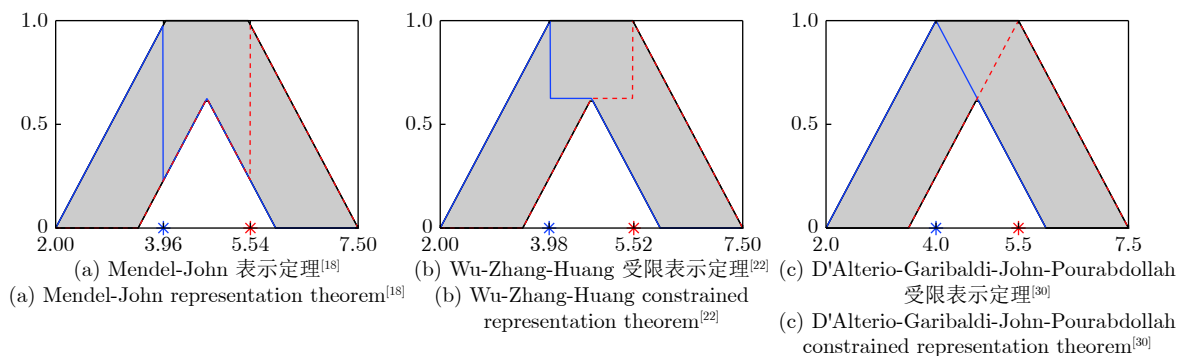 1.0
0.5
0
2.00 3.96 5.54 7.50
(a) Mendel-John 表示定理[18]
(a) Mendel-John representation theorem[18]
1.0
0.5
0
2.00 3.98 5.52 7.50
(b) Wu-Zhang-Huang 受限表示定理[22]
(b) Wu-Zhang-Huang constrained
representation theorem[22]
1.0
0.5
0
2.0 4.0 5.5 7.5
(c) D'Alterio-Garibaldi-John-Pourabdollah
受限表示定理[30]
(c) D'Alterio-Garibaldi-John-Pourabdollah
constrained representation theorem[30]